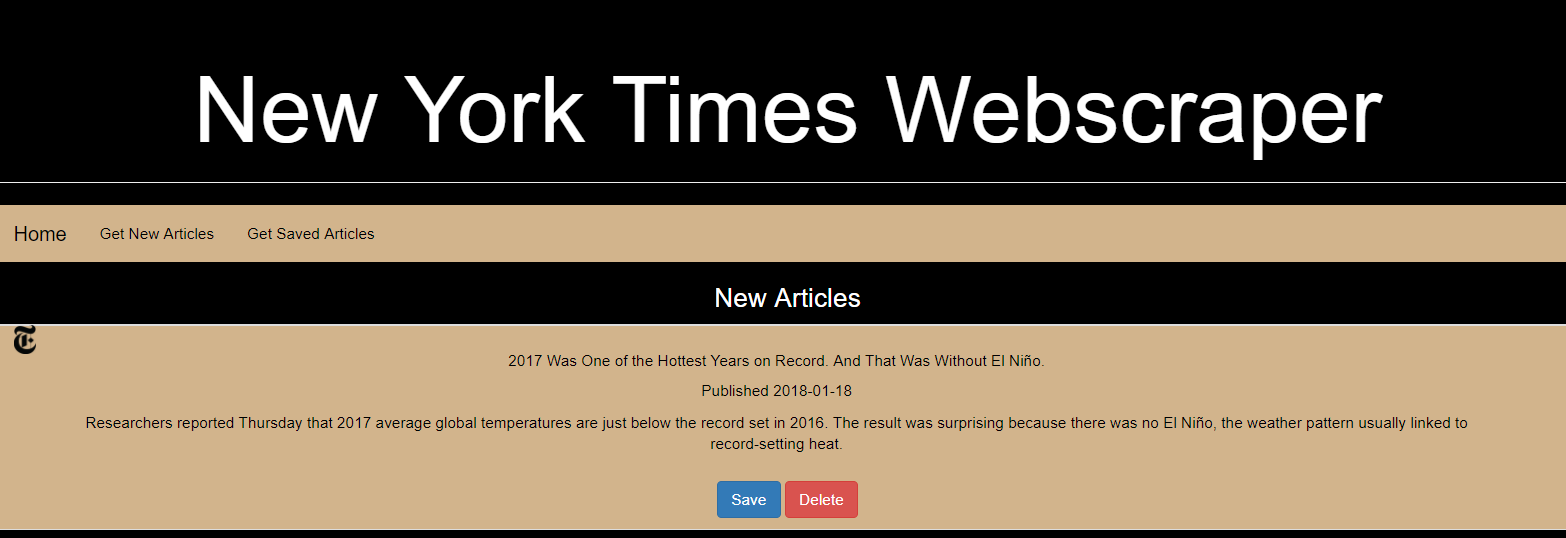 New York Times Webscraper
Home Get New Articles Get Saved Articles
New Articles
T
2017 Was One of the Hottest Years on Record. And That Was Without El Niño.
Published 2018-01-18
Researchers reported Thursday that 2017 average global temperatures are just below the record set in 2016. The result was surprising because there was no El Niño, the weather pattern usually linked to
record-setting heat.
Save Delete